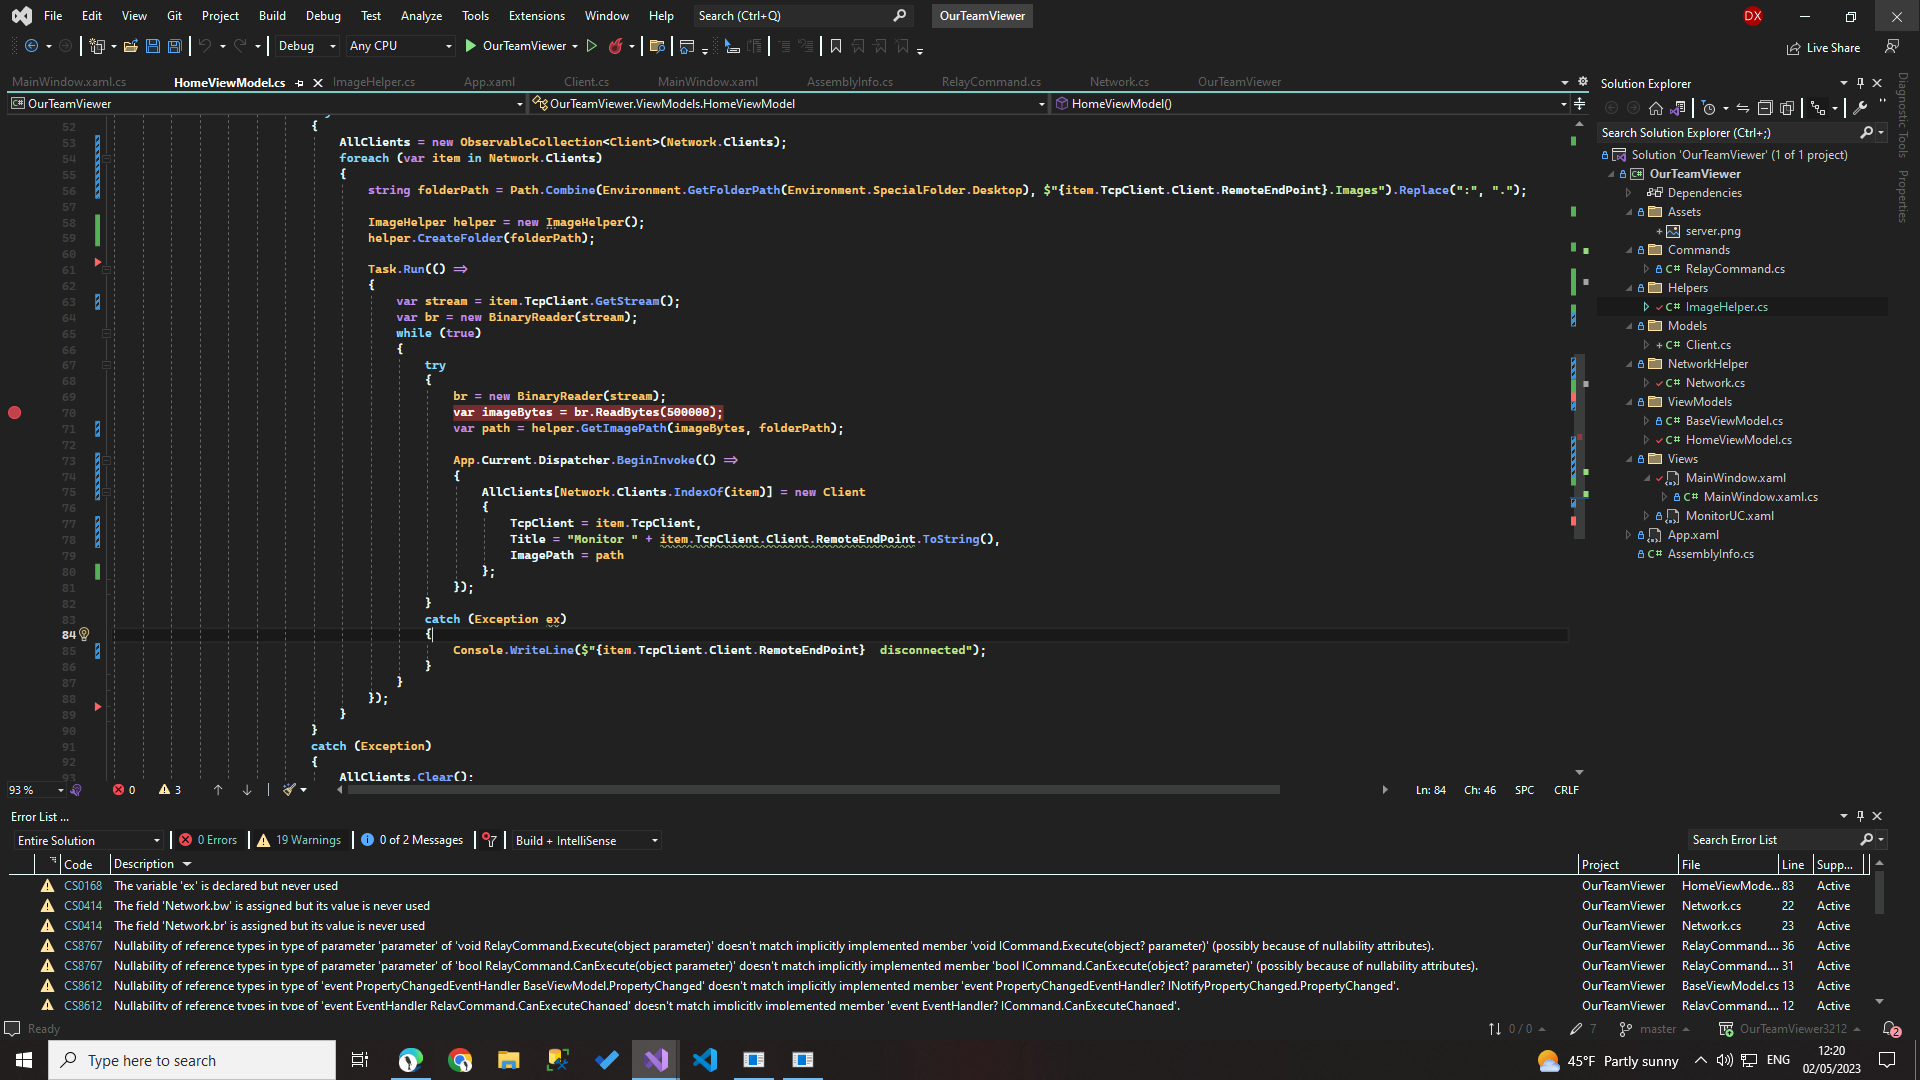 File Edit View Git Project Build Debug Test Analyze Tools Extensions Window Help Search (Ctrl+Q) OurTeamViewer DX
Debug Any CPU OurTeamViewer Live Share
MainWindow.xaml.cs HomeViewModel.cs ImageHelper.cs App.xaml Client.cs MainWindow.xaml AssemblyInfo.cs RelayCommand.cs Network.cs OurTeamViewer
OurTeamViewer OurTeamViewer.ViewModels.HomeViewModel HomeViewModel()
52 {
53 AllClients = new ObservableCollection<Client>(Network.Clients);
54 foreach (var item in Network.Clients)
55 {
56 string folderPath = Path.Combine(Environment.GetFolderPath(Environment.SpecialFolder.Desktop), $"{item.TcpClient.Client.RemoteEndPoint}.Images").Replace(":", ".");
57
58 ImageHelper helper = new ImageHelper();
59 helper.CreateFolder(folderPath);
60
61 Task.Run(() =>
62 {
63 var stream = item.TcpClient.GetStream();
64 var br = new BinaryReader(stream);
65 while (true)
66 {
67 try
68 {
69 br = new BinaryReader(stream);
70 var imageBytes = br.ReadBytes(500000);
71 var path = helper.GetImagePath(imageBytes, folderPath);
72
73 App.Current.Dispatcher.BeginInvoke(() =>
74 {
75 AllClients[Network.Clients.IndexOf(item)] = new Client
76 {
77 TcpClient = item.TcpClient,
78 Title = "Monitor " + item.TcpClient.Client.RemoteEndPoint.ToString(),
79 ImagePath = path
80 };
81 });
82 }
83 catch (Exception ex)
84 {
85 Console.WriteLine($"{item.TcpClient.Client.RemoteEndPoint}  disconnected");
86 }
87 }
88 });
89 }
90 }
91 catch (Exception)
92 {
93 AllClients.Clear();
93 % 0 3 Ln: 84 Ch: 46 SPC CRLF
Solution Explorer
Search Solution Explorer (Ctrl+;)
Solution 'OurTeamViewer' (1 of 1 project)
OurTeamViewer
Dependencies
Assets
server.png
Commands
C# RelayCommand.cs
Helpers
C# ImageHelper.cs
Models
C# Client.cs
NetworkHelper
C# Network.cs
ViewModels
C# BaseViewModel.cs
C# HomeViewModel.cs
Views
MainWindow.xaml
C# MainWindow.xaml.cs
MonitorUC.xaml
App.xaml
C# AssemblyInfo.cs
Diagnostic Tools
Properties
Error List ...
Entire Solution 0 Errors 19 Warnings 0 of 2 Messages Build + IntelliSense Search Error List
Code Description Project File Line Supp...
CS0168 The variable 'ex' is declared but never used OurTeamViewer HomeViewMode... 83 Active
CS0414 The field 'Network.bw' is assigned but its value is never used OurTeamViewer Network.cs 22 Active
CS0414 The field 'Network.br' is assigned but its value is never used OurTeamViewer Network.cs 23 Active
CS8767 Nullability of reference types in type of parameter 'parameter' of 'void RelayCommand.Execute(object parameter)' doesn't match implicitly implemented member 'void ICommand.Execute(object? parameter)' (possibly because of nullability attributes). OurTeamViewer RelayCommand.... 36 Active
CS8767 Nullability of reference types in type of parameter 'parameter' of 'bool RelayCommand.CanExecute(object parameter)' doesn't match implicitly implemented member 'bool ICommand.CanExecute(object? parameter)' (possibly because of nullability attributes). OurTeamViewer RelayCommand.... 31 Active
CS8612 Nullability of reference types in type of 'event PropertyChangedEventHandler BaseViewModel.PropertyChanged' doesn't match implicitly implemented member 'event PropertyChangedEventHandler? INotifyPropertyChanged.PropertyChanged'. OurTeamViewer BaseViewModel.cs 13 Active
CS8612 Nullability of reference types in type of 'event EventHandler RelayCommand.CanExecuteChanged' doesn't match implicitly implemented member 'event EventHandler? ICommand.CanExecuteChanged'. OurTeamViewer RelayCommand.... 12 Active
Ready 0 / 0 7 master OurTeamViewer3212 2
Type here to search 45°F Partly sunny ENG 12:20
02/05/2023